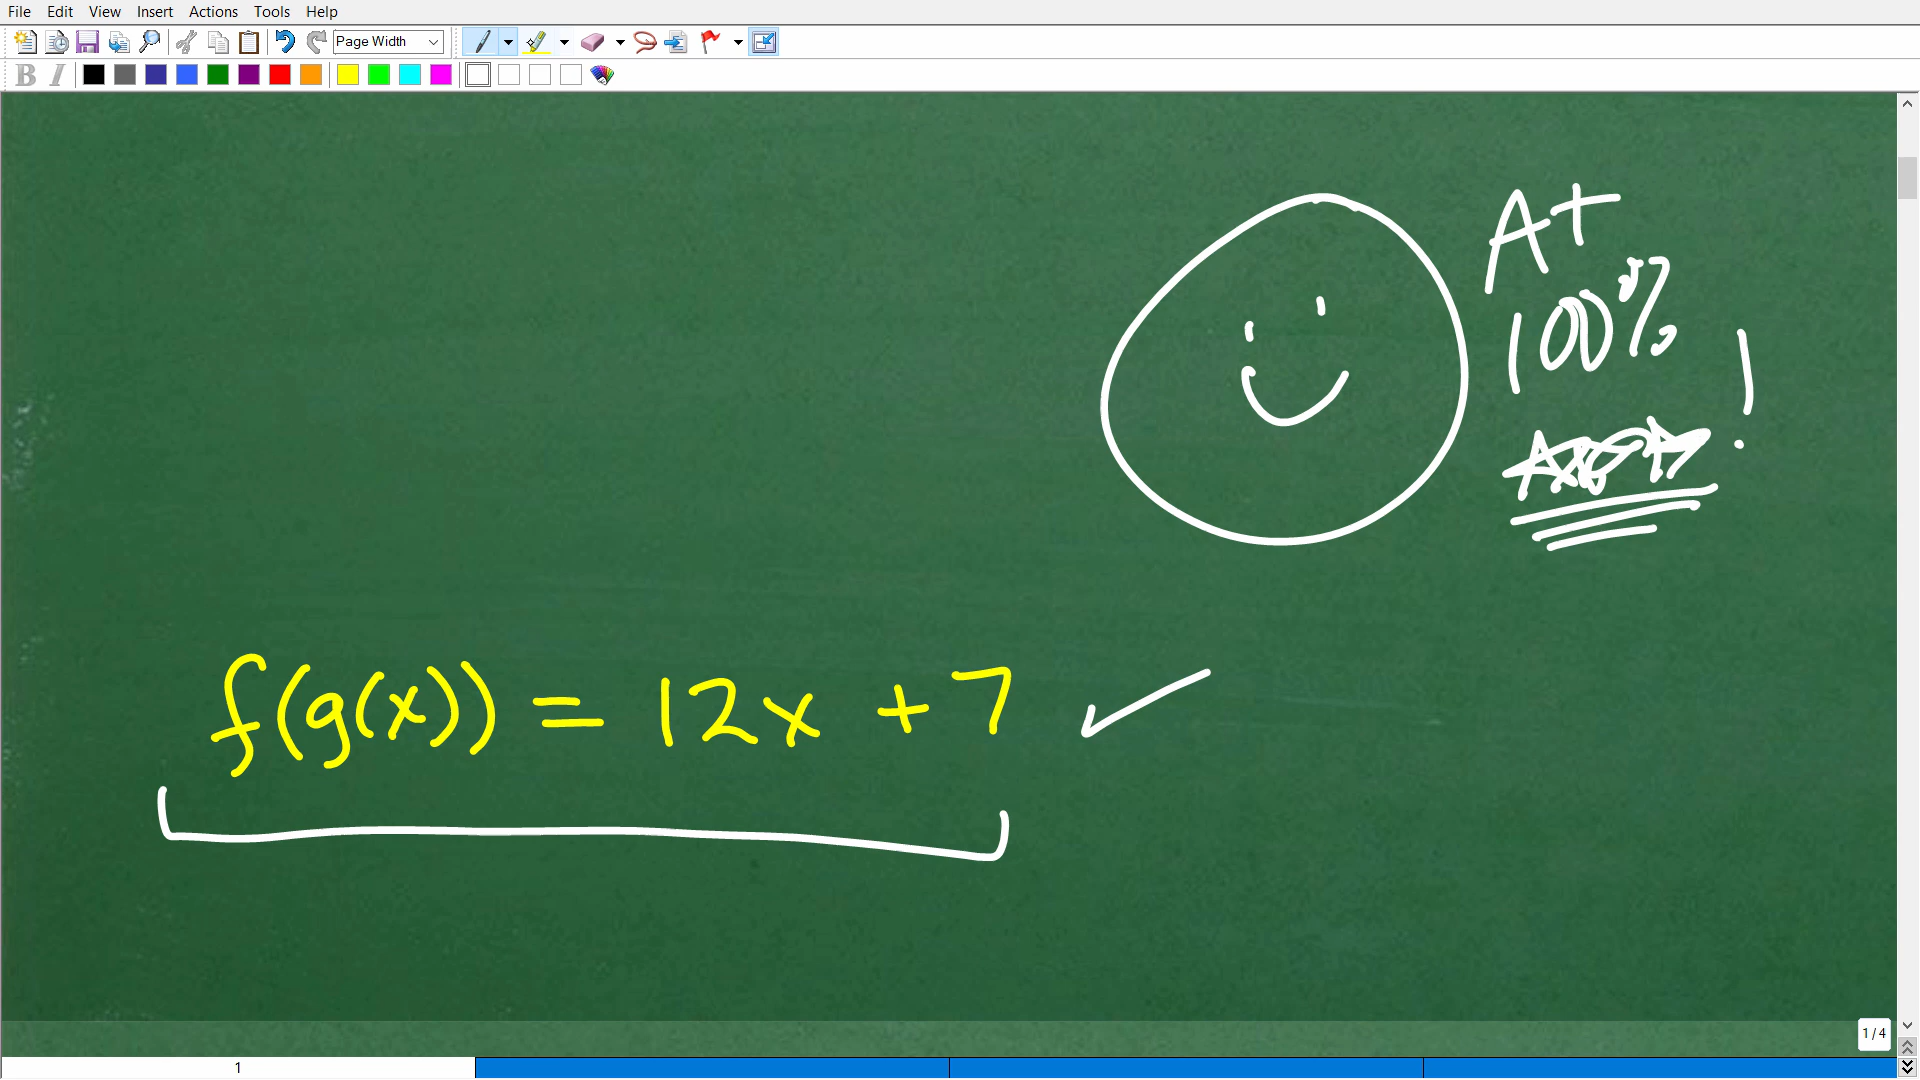 File Edit View Insert Actions Tools Help
Page Width
B I
A+
100%
!
f(g(x)) = 12x + 7
1 / 4
1